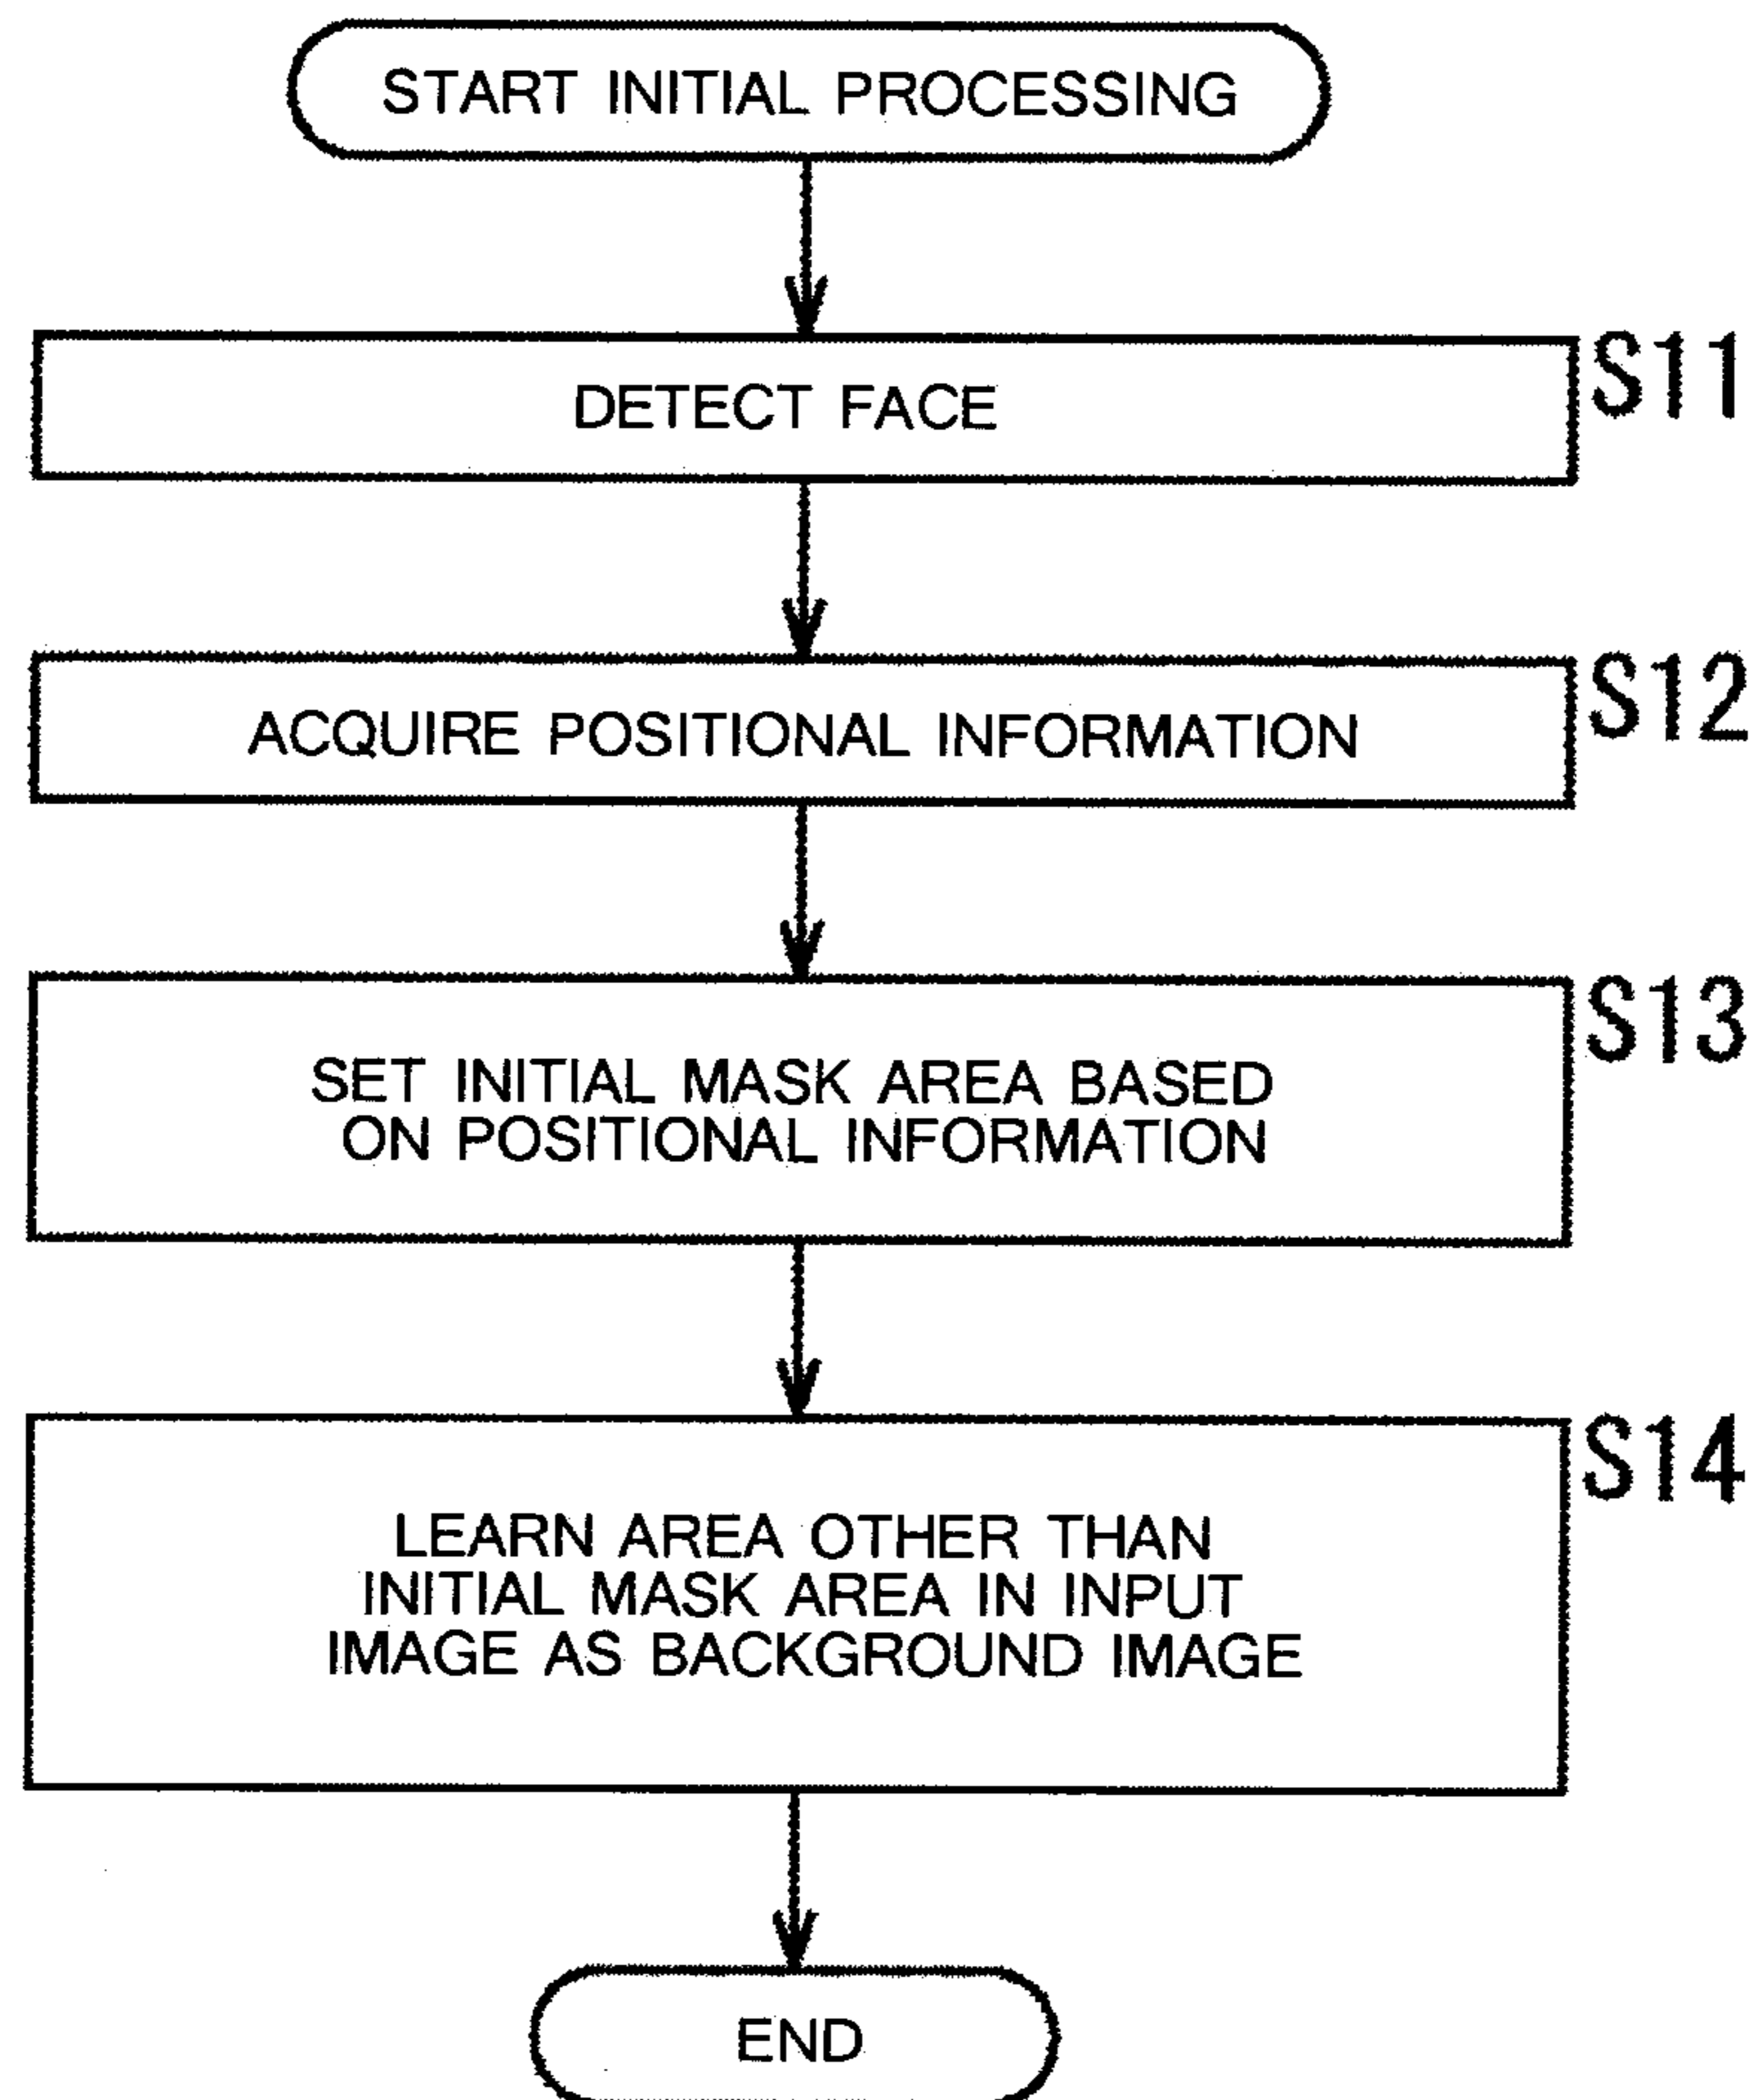 START INITIAL PROCESSING
DETECT FACE
S11
ACQUIRE POSITIONAL INFORMATION
S12
SET INITIAL MASK AREA BASED
ON POSITIONAL INFORMATION
S13
LEARN AREA OTHER THAN
INITIAL MASK AREA IN INPUT
IMAGE AS BACKGROUND IMAGE
S14
END